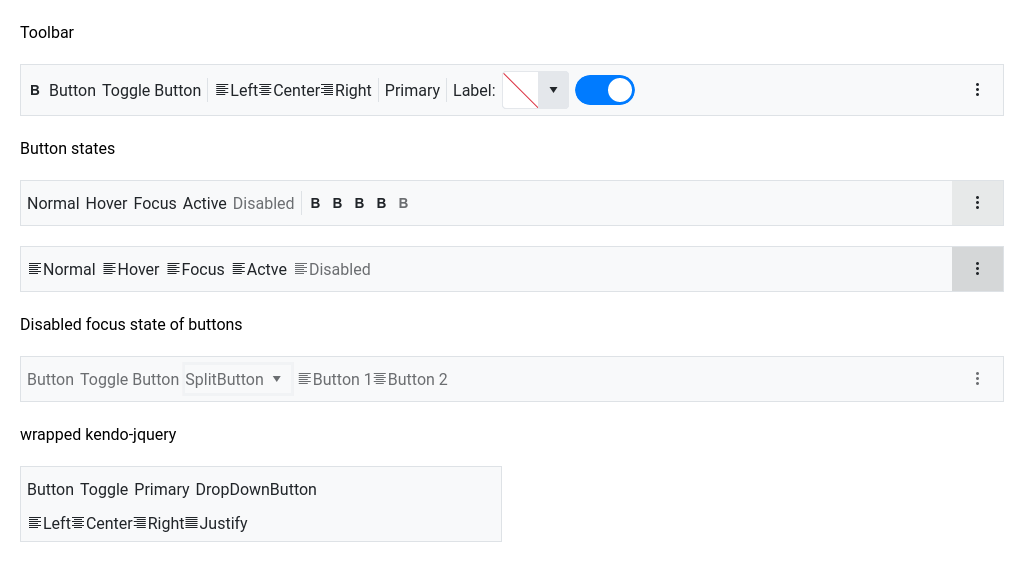 Toolbar
B Button Toggle Button Left Center Right Primary Label:
Button states
Normal Hover Focus Active Disabled B B B B B
Normal Hover Focus Actve Disabled
Disabled focus state of buttons
Button Toggle Button SplitButton Button 1 Button 2
wrapped kendo-jquery
Button Toggle Primary DropDownButton
Left Center Right Justify